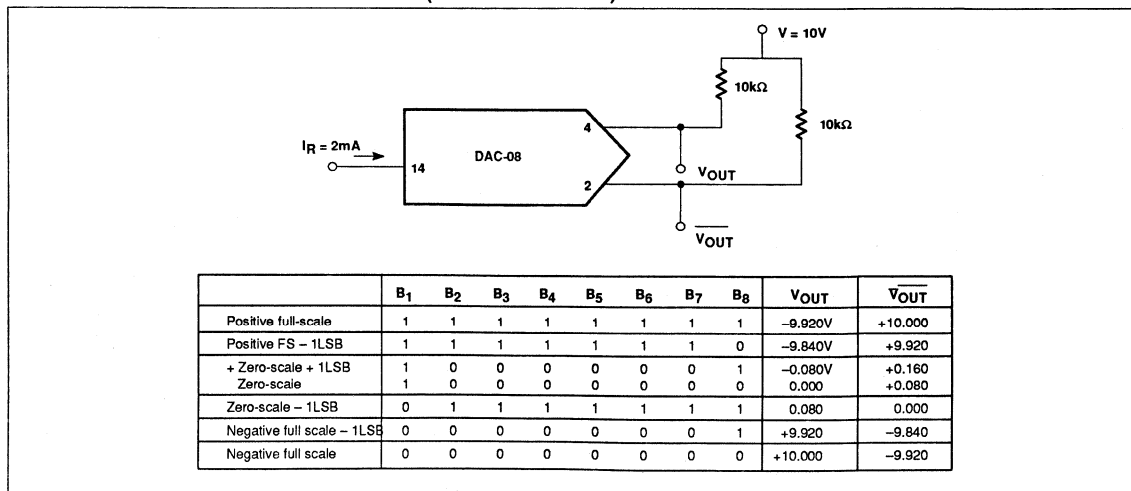 V = 10V
10kΩ
10kΩ
4
I_R = 2mA
14
DAC-08
2
V_OUT
V̅_OUT
B1 B2 B3 B4 B5 B6 B7 B8 V_OUT V̅_OUT
Positive full-scale 1 1 1 1 1 1 1 1 –9.920V +10.000
Positive FS – 1LSB 1 1 1 1 1 1 1 0 –9.840V +9.920
+ Zero-scale + 1LSB 1 0 0 0 0 0 0 1 –0.080V +0.160
Zero-scale 1 0 0 0 0 0 0 0 0.000 +0.080
Zero-scale – 1LSB 0 1 1 1 1 1 1 1 0.080 0.000
Negative full scale – 1LSB 0 0 0 0 0 0 0 1 +9.920 –9.840
Negative full scale 0 0 0 0 0 0 0 0 +10.000 –9.920